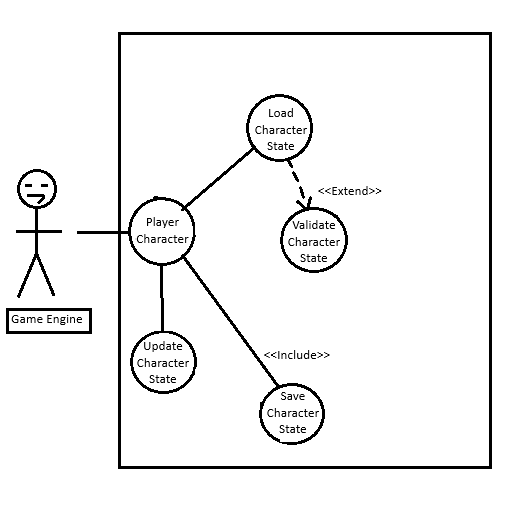 Load
Character
State
<<Extend>>
Player
Character
Validate
Character
State
Game Engine
Update
Character
State
<<Include>>
Save
Character
State